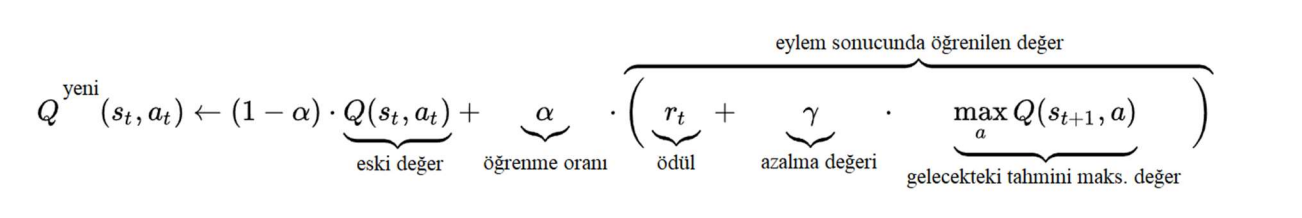 eylem sonucunda öğrenilen değer
Q^yeni (s_t, a_t) ← (1 − α) · Q(s_t, a_t) + α · ( r_t + γ · max_a Q(s_{t+1}, a) )
eski değer öğrenme oranı ödül azalma değeri gelecekteki tahmini maks. değer